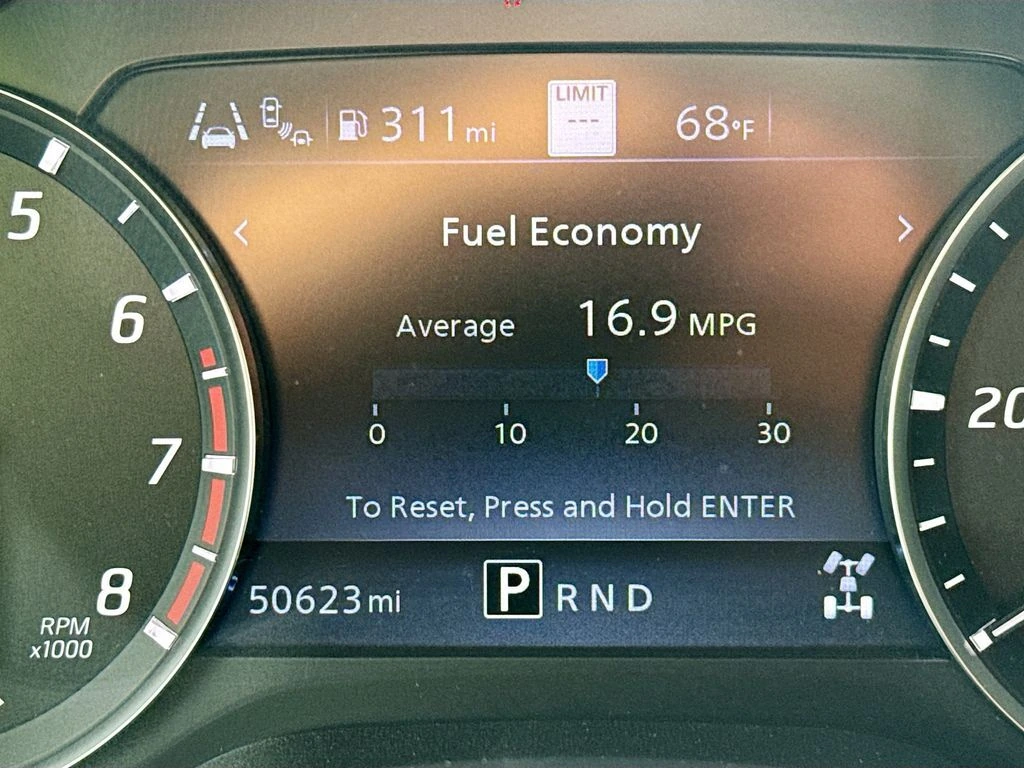 311 mi
LIMIT
---
68°F
< Fuel Economy >
Average 16.9 MPG
0 10 20 30
To Reset, Press and Hold ENTER
50623 mi
P R N D
5
6
7
8
RPM
x1000
20